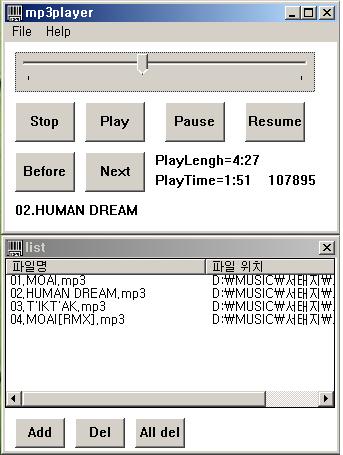 mp3player
File Help
Stop Play Pause Resume
Before Next
PlayLengh=4:27
PlayTime=1:51 107895
02.HUMAN DREAM
list
파일명 파일 위치
01.MOAI.mp3 D:₩MUSIC₩서태지₩
02.HUMAN DREAM.mp3 D:₩MUSIC₩서태지₩
03.T'IKT'AK.mp3 D:₩MUSIC₩서태지₩
04.MOAI[RMX].mp3 D:₩MUSIC₩서태지₩
Add Del All del